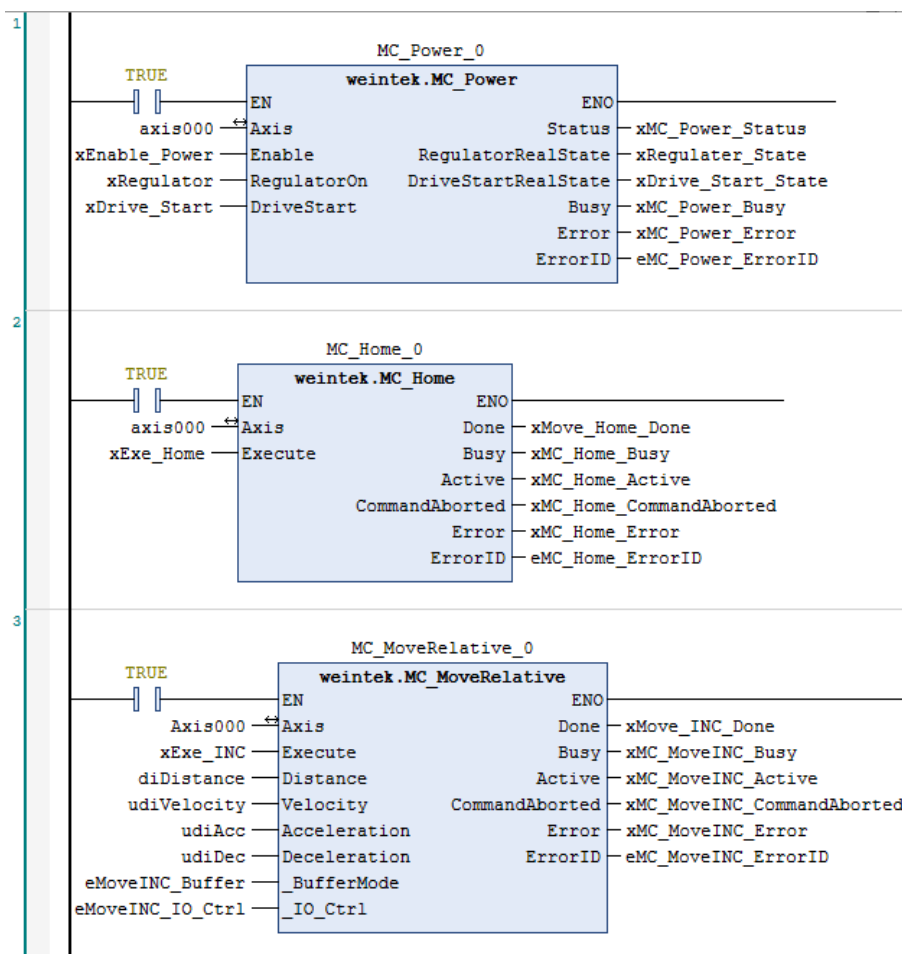 1
MC_Power_0
TRUE
weintek.MC_Power
EN ENO
axis000 Axis Status xMC_Power_Status
xEnable_Power Enable RegulatorRealState xRegulater_State
xRegulator RegulatorOn DriveStartRealState xDrive_Start_State
xDrive_Start DriveStart Busy xMC_Power_Busy
Error xMC_Power_Error
ErrorID eMC_Power_ErrorID
2
MC_Home_0
TRUE
weintek.MC_Home
EN ENO
axis000 Axis Done xMove_Home_Done
xExe_Home Execute Busy xMC_Home_Busy
Active xMC_Home_Active
CommandAborted xMC_Home_CommandAborted
Error xMC_Home_Error
ErrorID eMC_Home_ErrorID
3
MC_MoveRelative_0
TRUE
weintek.MC_MoveRelative
EN ENO
Axis000 Axis Done xMove_INC_Done
xExe_INC Execute Busy xMC_MoveINC_Busy
diDistance Distance Active xMC_MoveINC_Active
udiVelocity Velocity CommandAborted xMC_MoveINC_CommandAborted
udiAcc Acceleration Error xMC_MoveINC_Error
udiDec Deceleration ErrorID eMC_MoveINC_ErrorID
eMoveINC_Buffer _BufferMode
eMoveINC_IO_Ctrl _IO_Ctrl